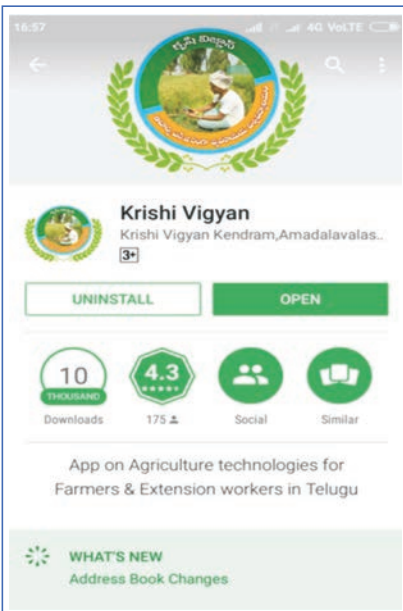 16:57
4G VoLTE
కృషి విజ్ఞాన్
Krishi Vigyan
Krishi Vigyan Kendram,Amadalavalas..
3+
UNINSTALL
OPEN
10
THOUSAND
Downloads
4.3
175
Social
Similar
App on Agriculture technologies for
Farmers & Extension workers in Telugu
WHAT'S NEW
Address Book Changes